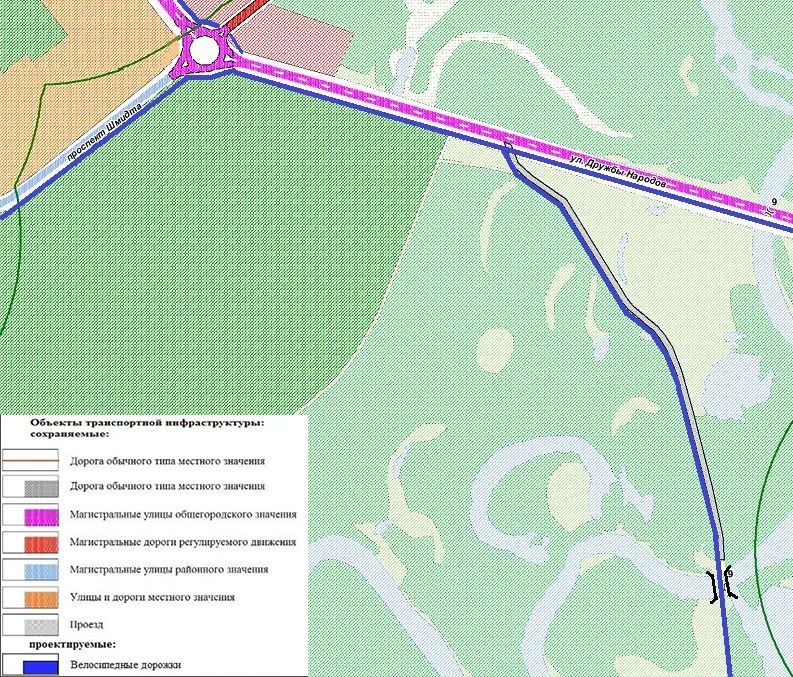 проспект Шмидта
ул. Дружбы Народов
9
9
Объекты транспортной инфраструктуры:
сохраняемые:
Дорога обычного типа местного значения
Дорога обычного типа местного значения
Магистральные улицы общегородского значения
Магистральные дороги регулируемого движения
Магистральные улицы районного значения
Улицы и дороги местного значения
Проезд
проектируемые:
Велосипедные дорожки